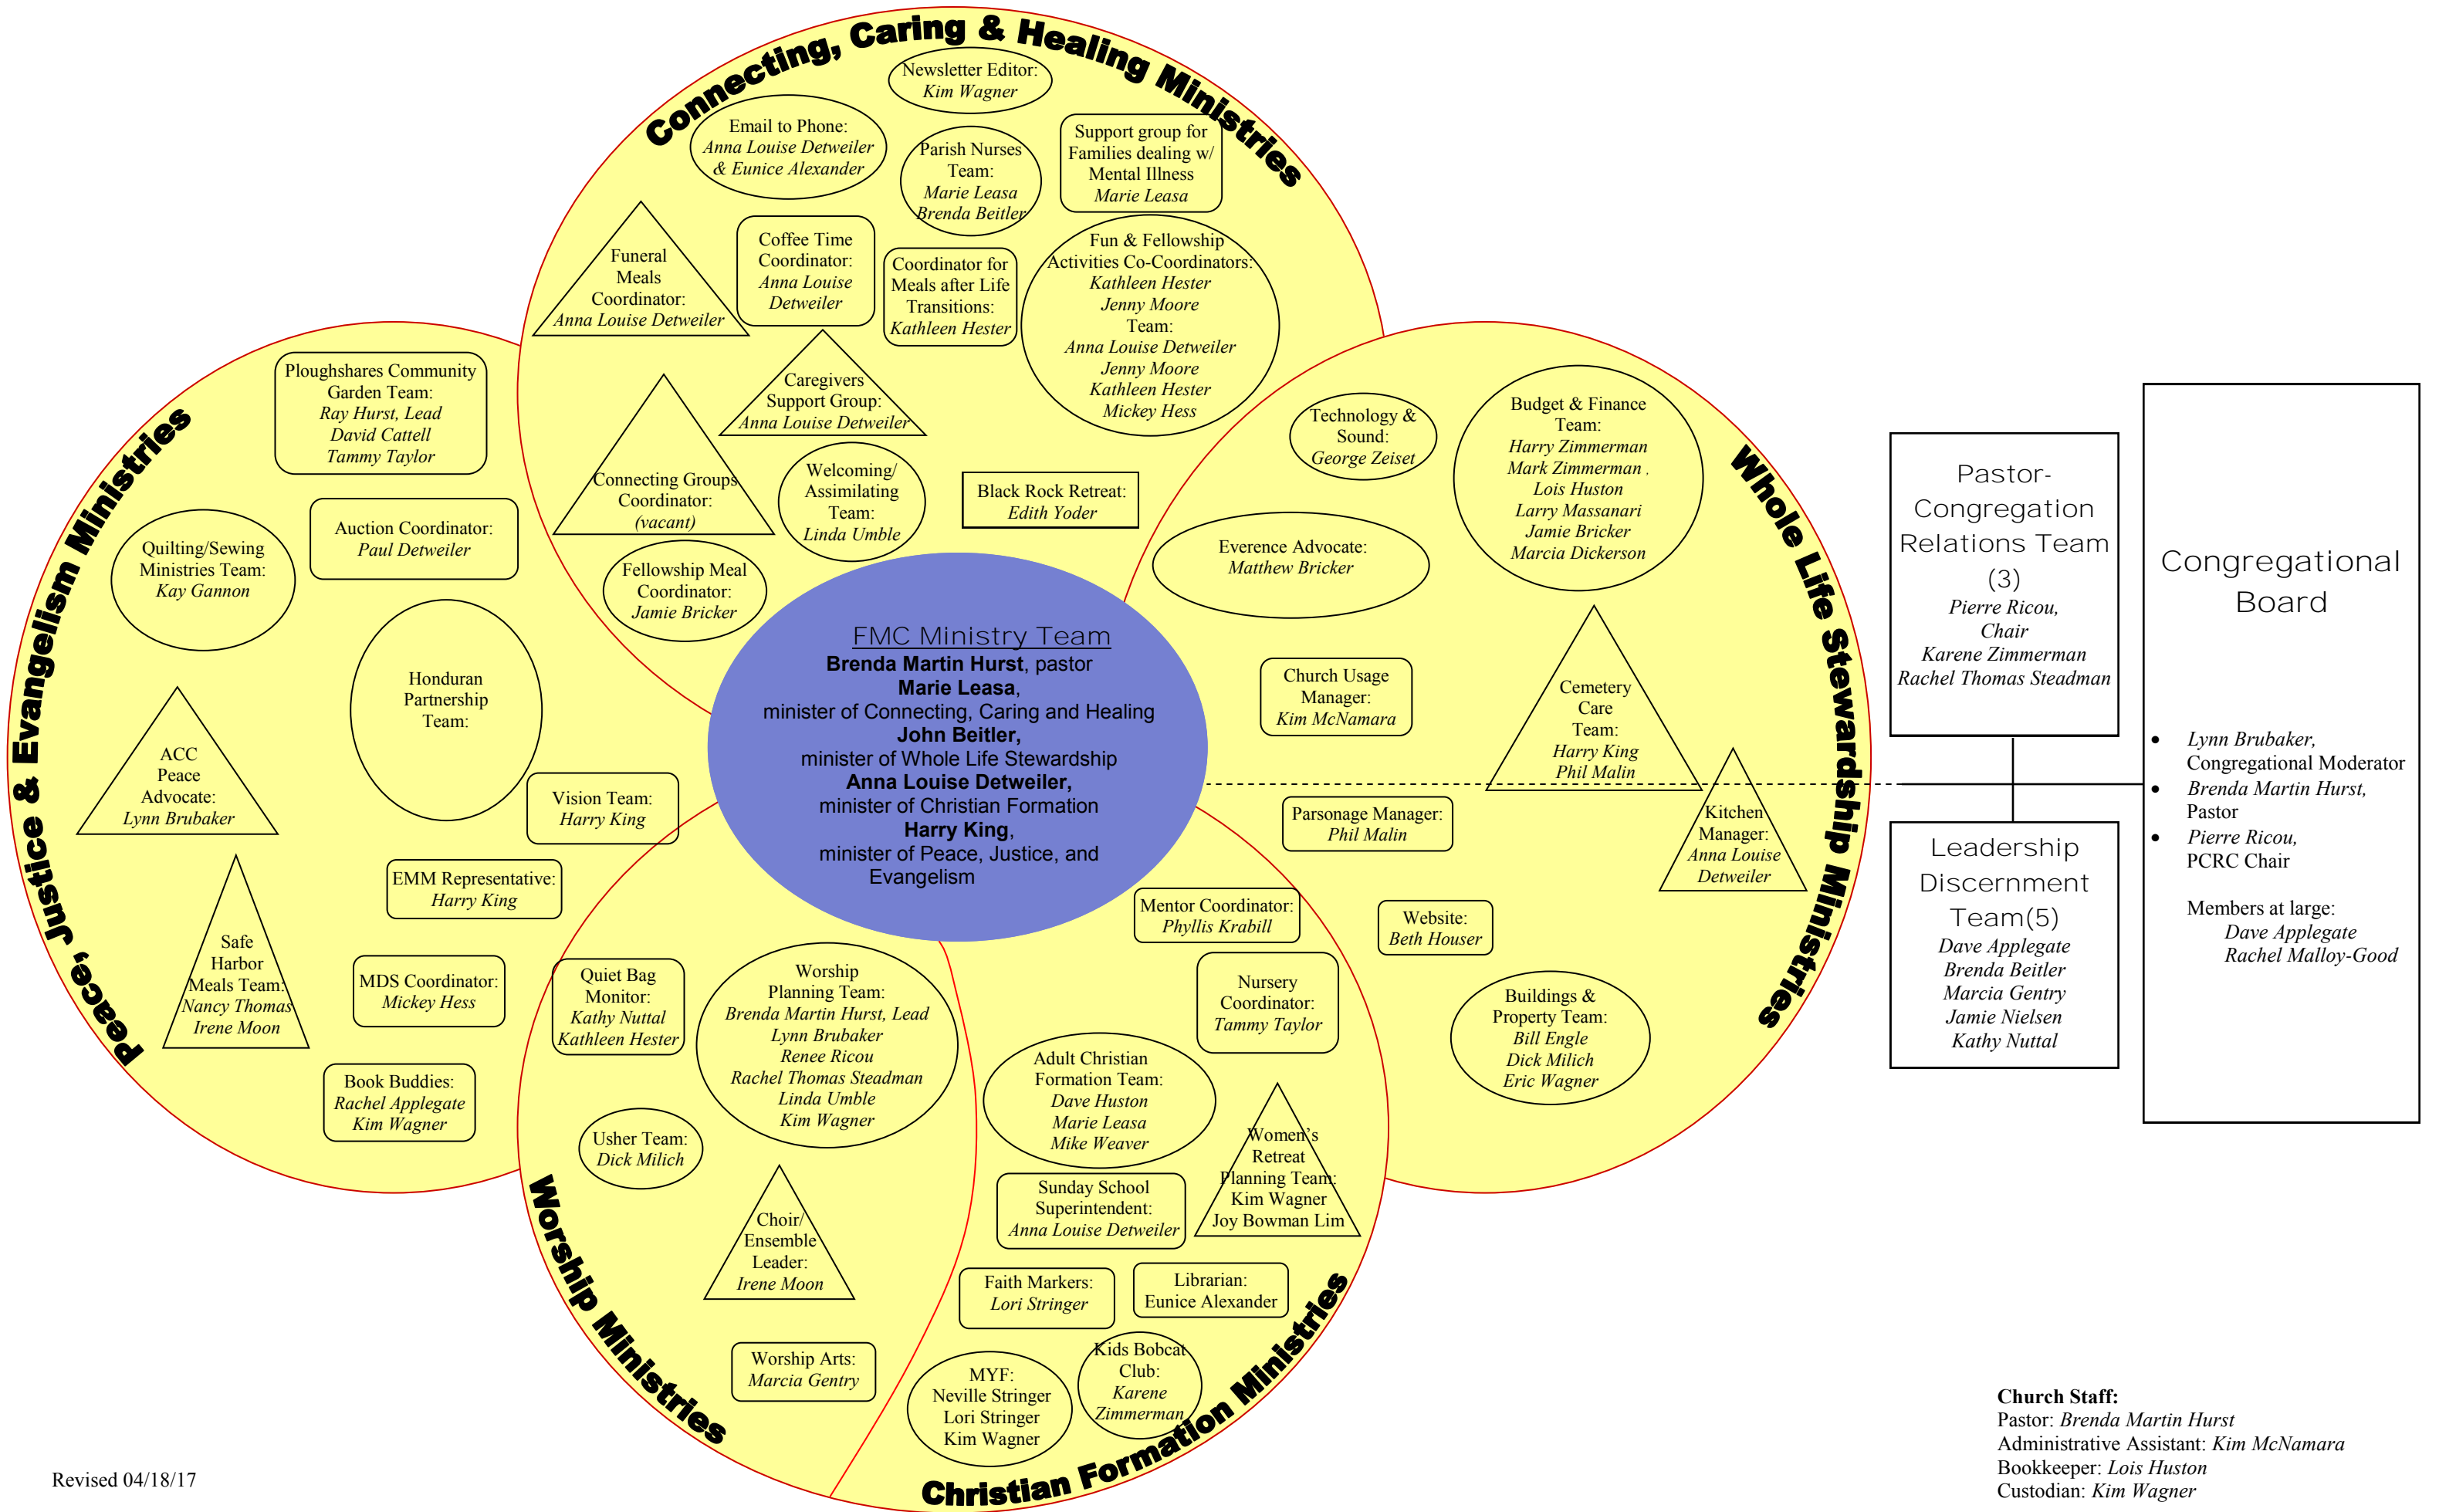 Connecting, Caring & Healing Ministries
Newsletter Editor:
Kim Wagner
Email to Phone:
Anna Louise Detweiler
& Eunice Alexander
Parish Nurses
Team:
Marie Leasa
Brenda Beitler
Support group for
Families dealing w/
Mental Illness
Marie Leasa
Funeral
Meals
Coordinator:
Anna Louise Detweiler
Coffee Time
Coordinator:
Anna Louise
Detweiler
Coordinator for
Meals after Life
Transitions:
Kathleen Hester
Fun & Fellowship
Activities Co-Coordinators:
Kathleen Hester
Jenny Moore
Team:
Anna Louise Detweiler
Jenny Moore
Kathleen Hester
Mickey Hess
Caregivers
Support Group:
Anna Louise Detweiler
Connecting Groups
Coordinator:
(vacant)
Welcoming/
Assimilating
Team:
Linda Umble
Black Rock Retreat:
Edith Yoder
Fellowship Meal
Coordinator:
Jamie Bricker
Peace, Justice & Evangelism Ministries
Ploughshares Community
Garden Team:
Ray Hurst, Lead
David Cattell
Tammy Taylor
Auction Coordinator:
Paul Detweiler
Quilting/Sewing
Ministries Team:
Kay Gannon
Honduran
Partnership
Team:
ACC
Peace
Advocate:
Lynn Brubaker
Vision Team:
Harry King
EMM Representative:
Harry King
Safe
Harbor
Meals Team:
Nancy Thomas
Irene Moon
MDS Coordinator:
Mickey Hess
Book Buddies:
Rachel Applegate
Kim Wagner
FMC Ministry Team
Brenda Martin Hurst, pastor
Marie Leasa,
minister of Connecting, Caring and Healing
John Beitler,
minister of Whole Life Stewardship
Anna Louise Detweiler,
minister of Christian Formation
Harry King,
minister of Peace, Justice, and
Evangelism
Whole Life Stewardship Ministries
Technology &
Sound:
George Zeiset
Budget & Finance
Team:
Harry Zimmerman
Mark Zimmerman .
Lois Huston
Larry Massanari
Jamie Bricker
Marcia Dickerson
Everence Advocate:
Matthew Bricker
Church Usage
Manager:
Kim McNamara
Cemetery
Care
Team:
Harry King
Phil Malin
Parsonage Manager:
Phil Malin
Kitchen
Manager:
Anna Louise
Detweiler
Website:
Beth Houser
Buildings &
Property Team:
Bill Engle
Dick Milich
Eric Wagner
Worship Ministries
Quiet Bag
Monitor:
Kathy Nuttal
Kathleen Hester
Worship
Planning Team:
Brenda Martin Hurst, Lead
Lynn Brubaker
Renee Ricou
Rachel Thomas Steadman
Linda Umble
Kim Wagner
Usher Team:
Dick Milich
Choir/
Ensemble
Leader:
Irene Moon
Worship Arts:
Marcia Gentry
Christian Formation Ministries
Mentor Coordinator:
Phyllis Krabill
Nursery
Coordinator:
Tammy Taylor
Adult Christian
Formation Team:
Dave Huston
Marie Leasa
Mike Weaver
Women's
Retreat
Planning Team:
Kim Wagner
Joy Bowman Lim
Sunday School
Superintendent:
Anna Louise Detweiler
Faith Markers:
Lori Stringer
Librarian:
Eunice Alexander
MYF:
Neville Stringer
Lori Stringer
Kim Wagner
Kids Bobcat
Club:
Karene
Zimmerman
Pastor-
Congregation
Relations Team
(3)
Pierre Ricou,
Chair
Karene Zimmerman
Rachel Thomas Steadman
Leadership
Discernment
Team(5)
Dave Applegate
Brenda Beitler
Marcia Gentry
Jamie Nielsen
Kathy Nuttal
Congregational
Board
• Lynn Brubaker,
Congregational Moderator
• Brenda Martin Hurst,
Pastor
• Pierre Ricou,
PCRC Chair
Members at large:
Dave Applegate
Rachel Malloy-Good
Church Staff:
Pastor: Brenda Martin Hurst
Administrative Assistant: Kim McNamara
Bookkeeper: Lois Huston
Custodian: Kim Wagner
Revised 04/18/17